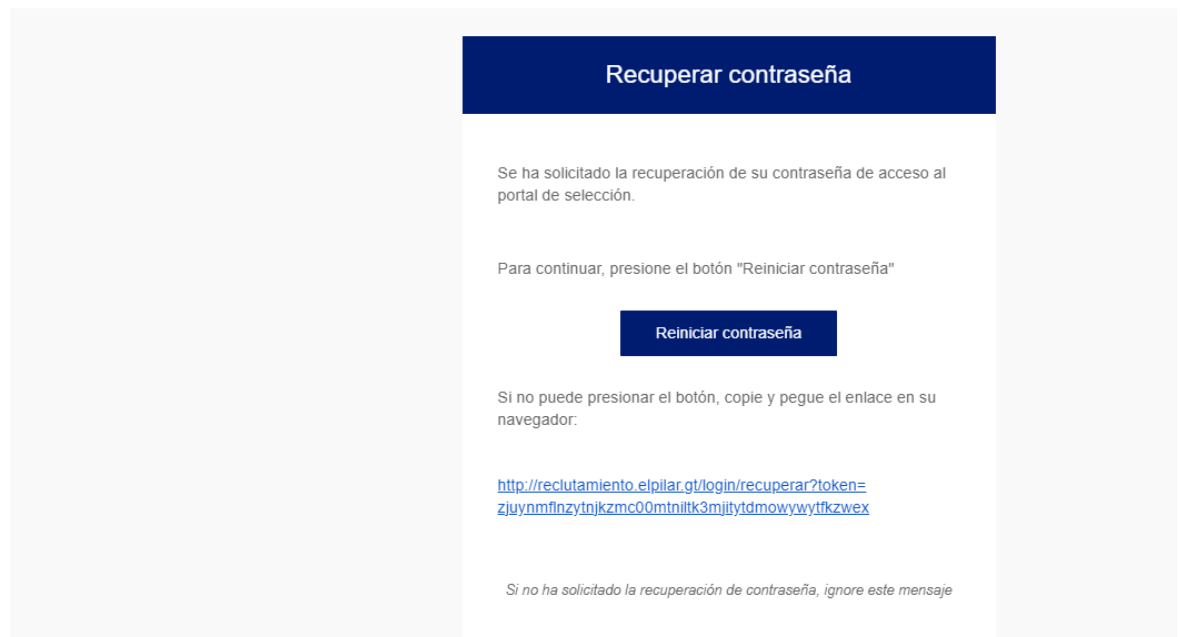 Recuperar contraseña
Se ha solicitado la recuperación de su contraseña de acceso al
portal de selección.
Para continuar, presione el botón "Reiniciar contraseña"
Reiniciar contraseña
Si no puede presionar el botón, copie y pegue el enlace en su
navegador:
http://reclutamiento.elpilar.gt/login/recuperar?token=
zjuynmflnzytnjkzmc00mtniltk3mjitytdmowywytfkzwex
Si no ha solicitado la recuperación de contraseña, ignore este mensaje